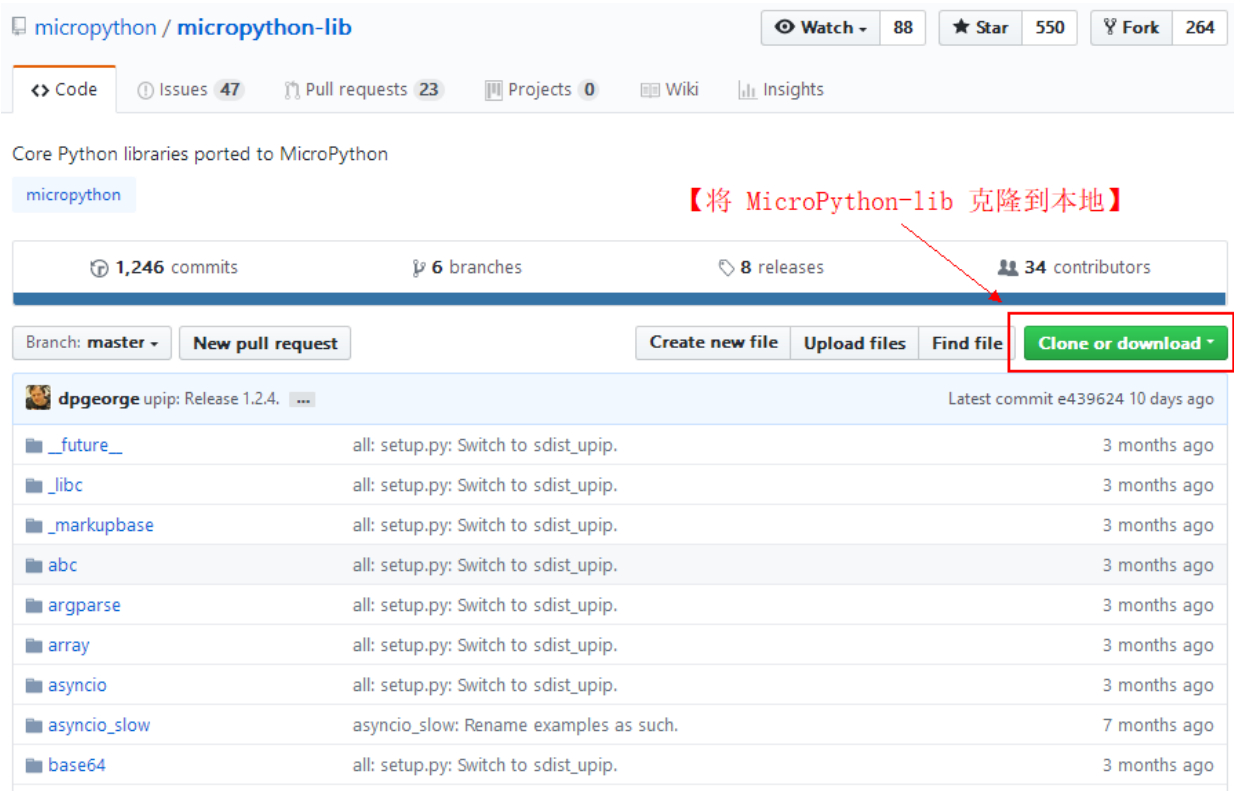 micropython / micropython-lib Watch 88 Star 550 Fork 264
Code Issues 47 Pull requests 23 Projects 0 Wiki Insights
Core Python libraries ported to MicroPython
micropython
【将 MicroPython-lib 克隆到本地】
1,246 commits 6 branches 8 releases 34 contributors
Branch: master New pull request Create new file Upload files Find file Clone or download
dpgeorge upip: Release 1.2.4. ... Latest commit e439624 10 days ago
__future__ all: setup.py: Switch to sdist_upip. 3 months ago
_libc all: setup.py: Switch to sdist_upip. 3 months ago
_markupbase all: setup.py: Switch to sdist_upip. 3 months ago
abc all: setup.py: Switch to sdist_upip. 3 months ago
argparse all: setup.py: Switch to sdist_upip. 3 months ago
array all: setup.py: Switch to sdist_upip. 3 months ago
asyncio all: setup.py: Switch to sdist_upip. 3 months ago
asyncio_slow asyncio_slow: Rename examples as such. 7 months ago
base64 all: setup.py: Switch to sdist_upip. 3 months ago